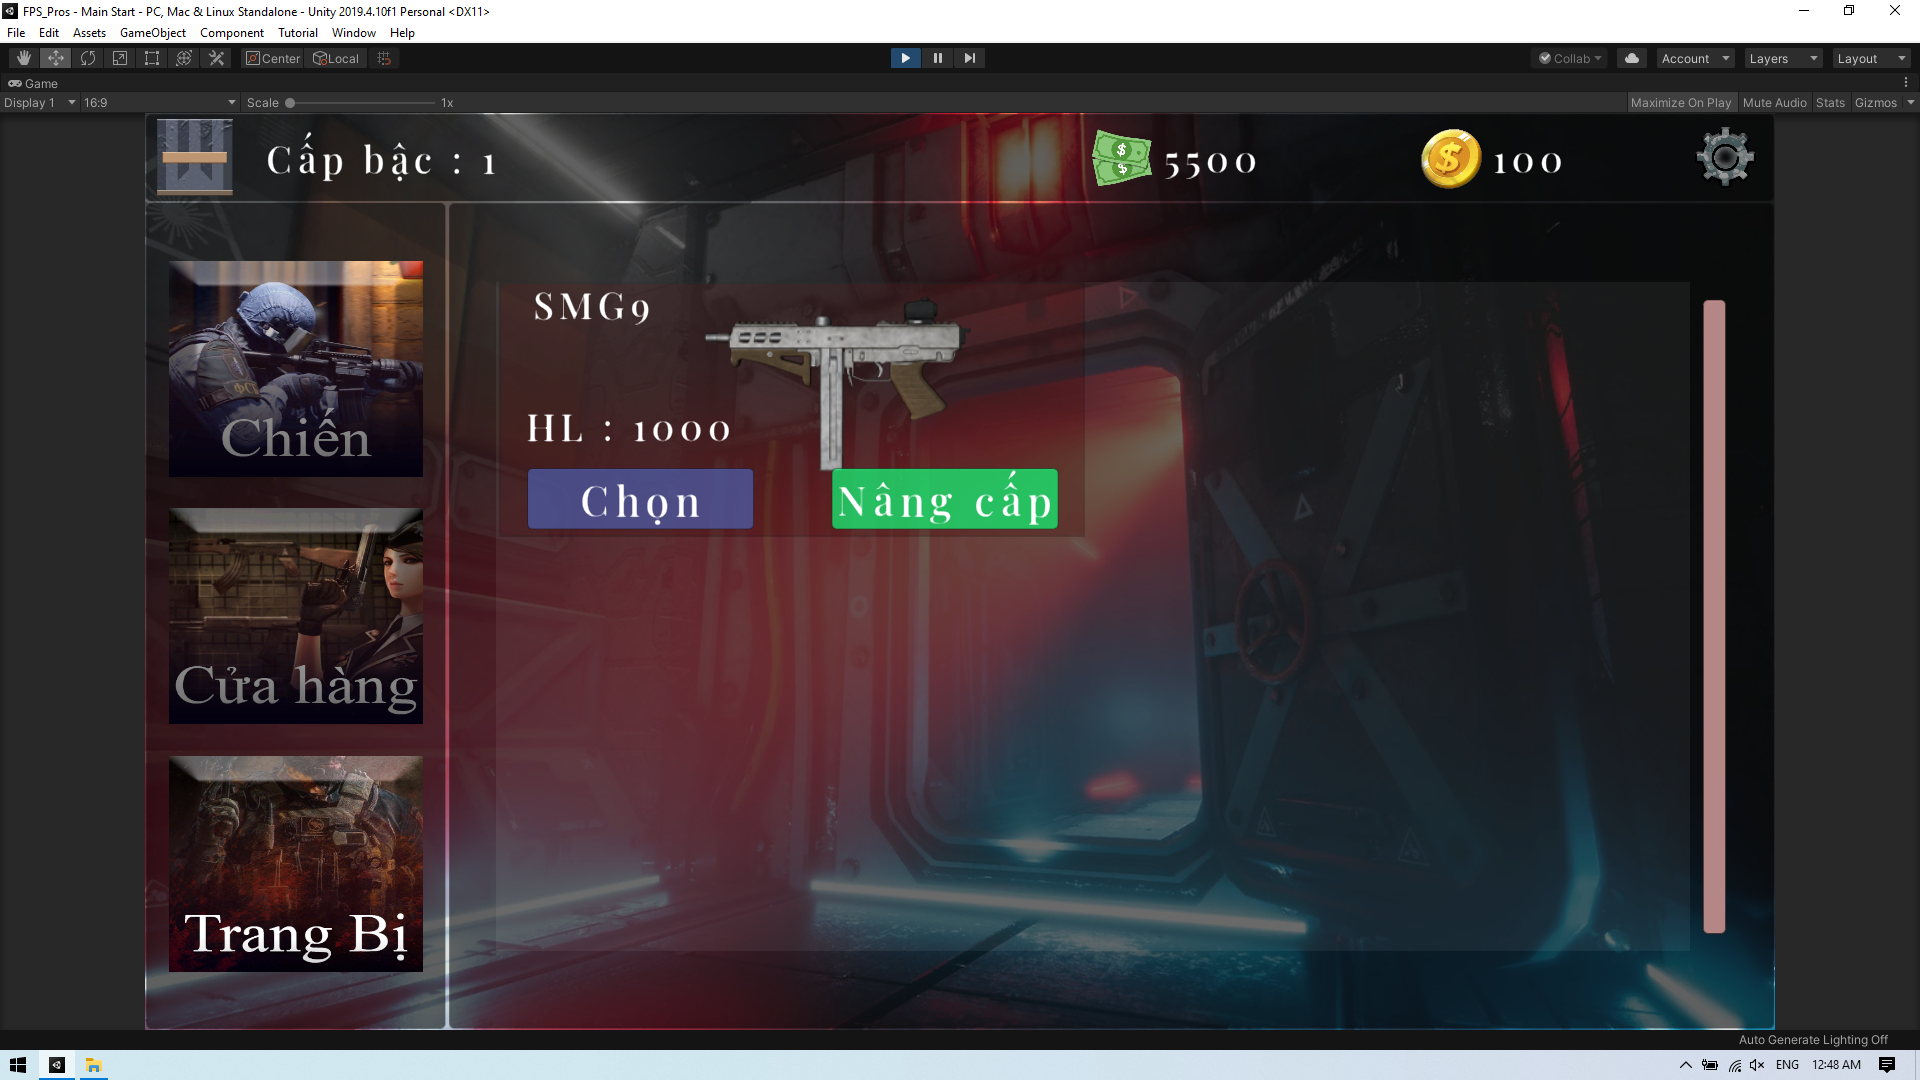 FPS_Pros - Main Start - PC, Mac & Linux Standalone - Unity 2019.4.10f1 Personal <DX11>
File Edit Assets GameObject Component Tutorial Window Help
Center Local Collab Account Layers Layout
Game
Display 1 16:9 Scale 1x Maximize On Play Mute Audio Stats Gizmos
Cấp bậc : 1 5500 100
SMG9
HL : 1000
Chiến
Chọn Nâng cấp
Cửa hàng
Trang Bị
Auto Generate Lighting Off
ENG 12:48 AM